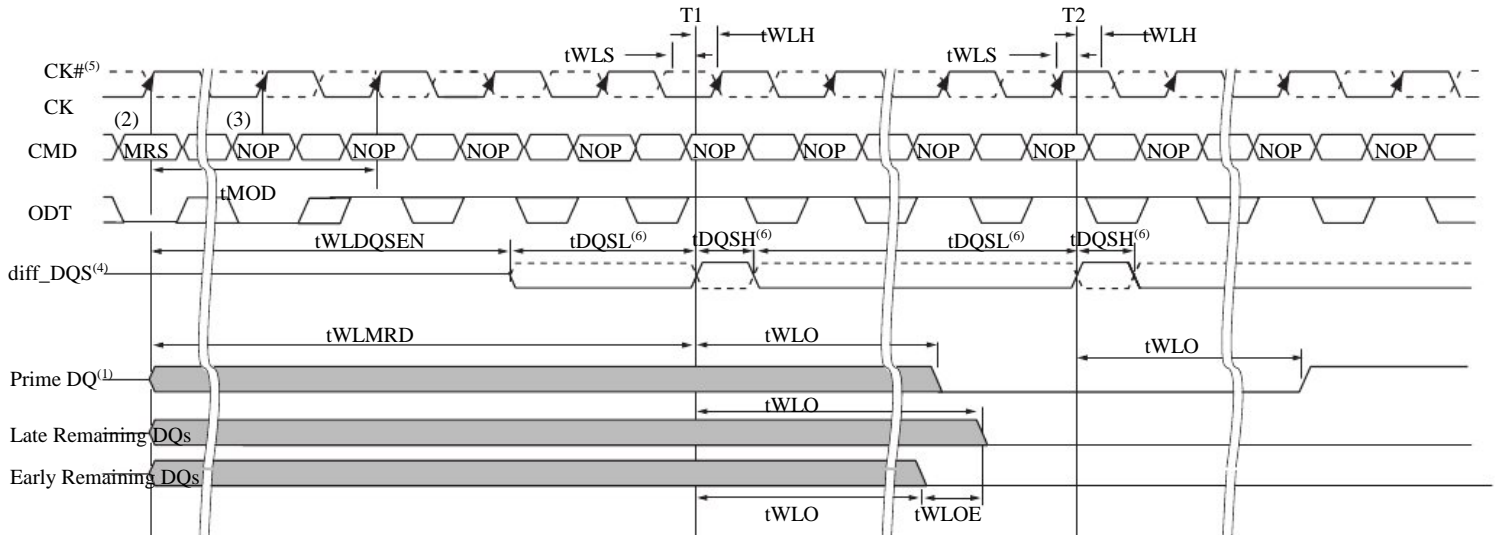 T1 T2
tWLH tWLH
tWLS tWLS
CK#(5)
CK
(2) (3)
CMD MRS NOP NOP NOP NOP NOP NOP NOP NOP NOP NOP NOP
tMOD
ODT
tWLDQSEN tDQSL(6) tDQSH(6) tDQSL(6) tDQSH(6)
diff_DQS(4)
tWLMRD tWLO tWLO
Prime DQ(1)
tWLO
Late Remaining DQs
Early Remaining DQs
tWLO tWLOE